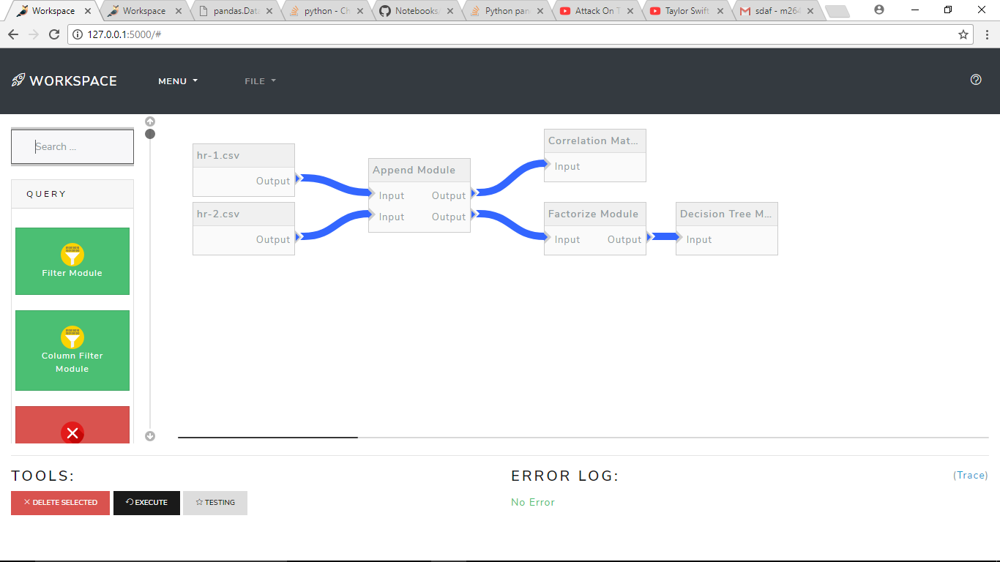 Workspace
Workspace
pandas.Data
python - Ch
Notebooks
Python pan
Attack On T
Taylor Swift
sdaf - m264
127.0.0.1:5000/#
WORKSPACE
MENU
FILE
Search ...
QUERY
Filter Module
Column Filter
Module
hr-1.csv
Output
hr-2.csv
Output
Append Module
Input Output
Input Output
Correlation Mat...
Input
Factorize Module
Input Output
Decision Tree M...
Input
TOOLS:
DELETE SELECTED
EXECUTE
TESTING
ERROR LOG:
(Trace)
No Error